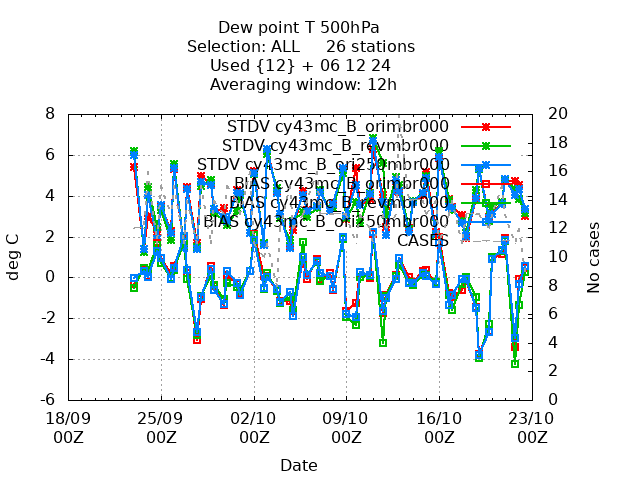 Dew point T 500hPa
Selection: ALL 26 stations
Used {12} + 06 12 24
Averaging window: 12h
STDV cy43mc_B_orimbr000
STDV cy43mc_B_revmbr000
STDV cy43mc_B_ori250mbr000
BIAS cy43mc_B_orimbr000
BIAS cy43mc_B_revmbr000
BIAS cy43mc_B_ori250mbr000
CASES
deg C
8
6
4
2
0
-2
-4
-6
No cases
20
18
16
14
12
10
8
6
4
2
0
18/09 25/09 02/10 09/10 16/10 23/10
00Z 00Z 00Z 00Z 00Z 00Z
Date